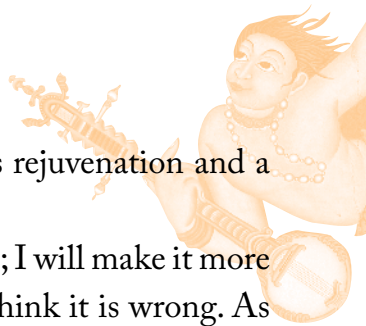 s rejuvenation and a
; I will make it more
hink it is wrong. As